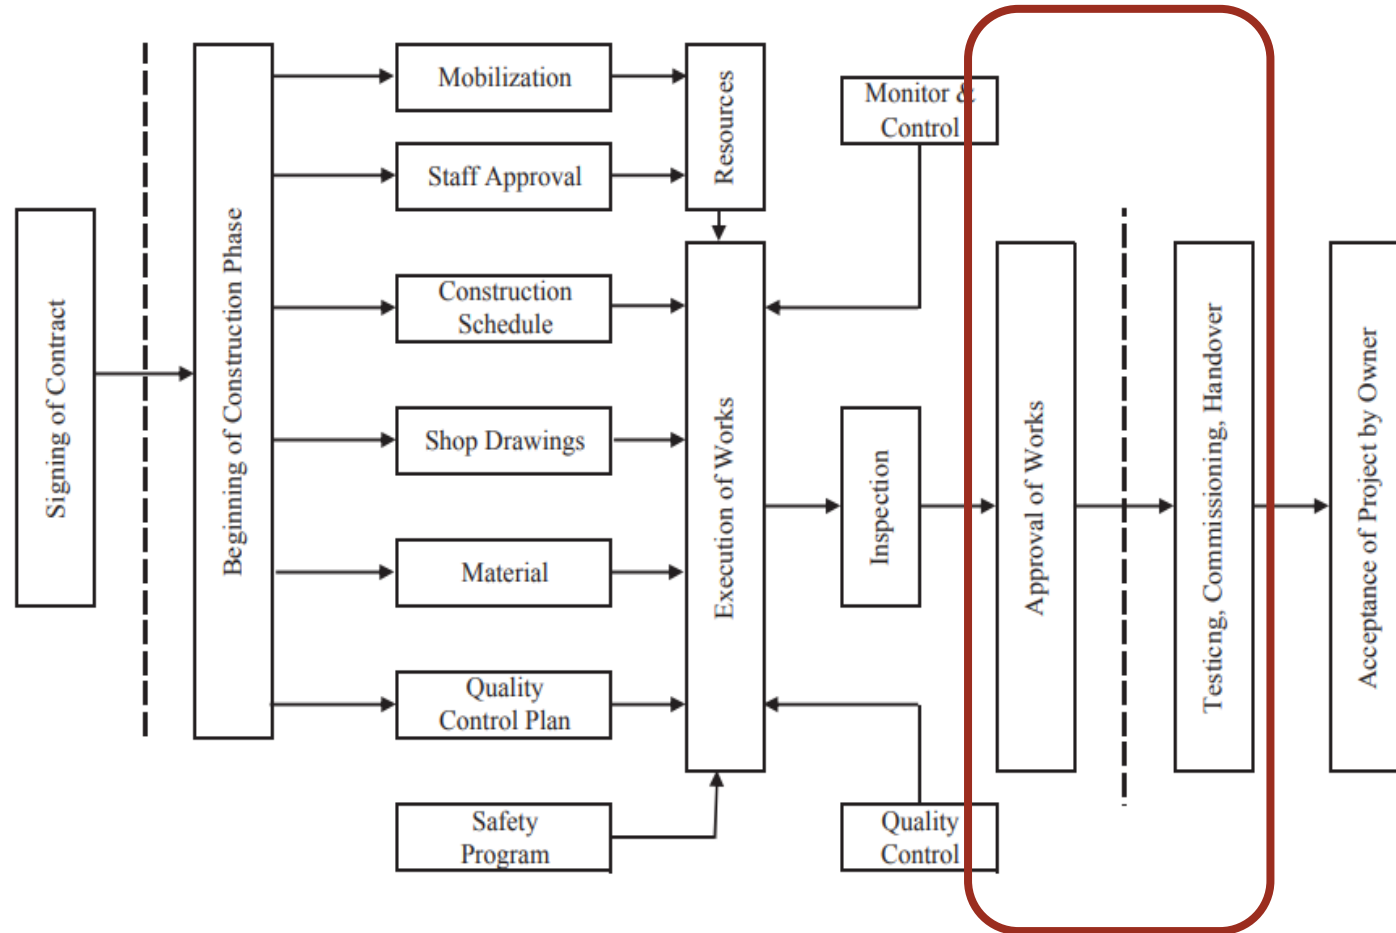 Signing of Contract
Beginning of Construction Phase
Mobilization
Staff Approval
Construction
Schedule
Shop Drawings
Material
Quality
Control Plan
Safety
Program
Resources
Execution of Works
Monitor &
Control
Inspection
Quality
Control
Approval of Works
Testicng, Commissioning, Handover
Acceptance of Project by Owner